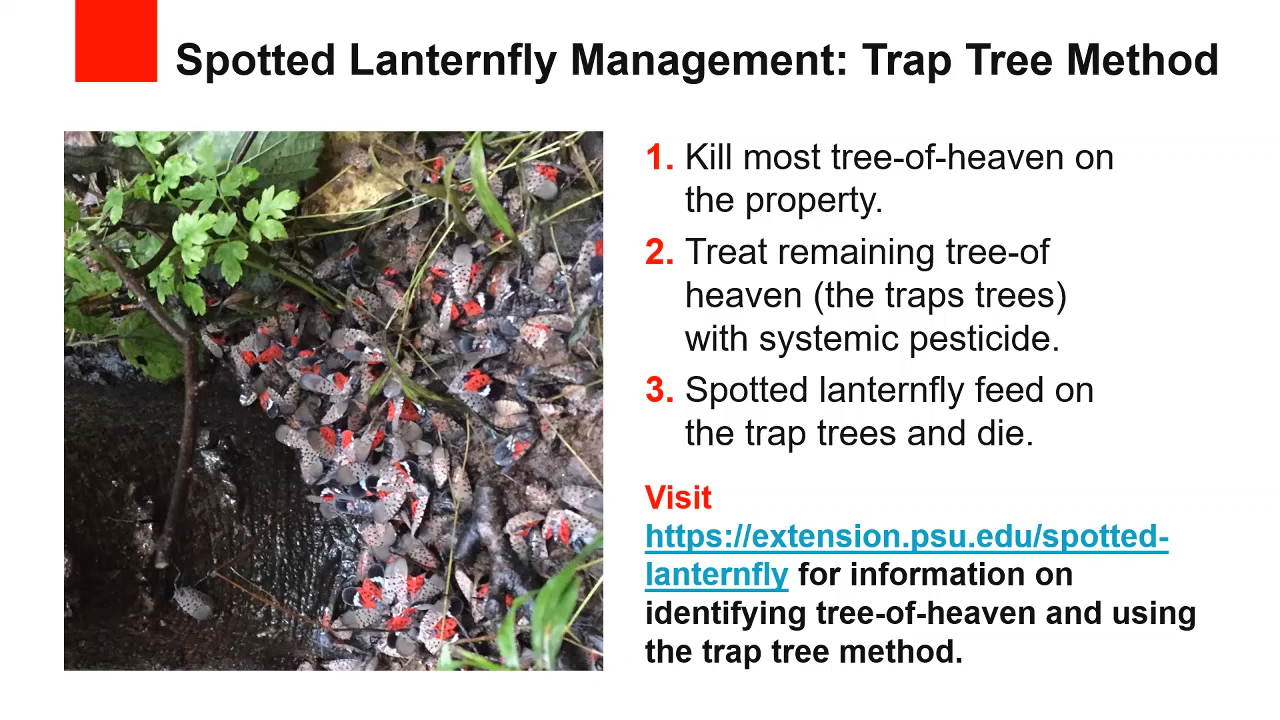 Spotted Lanternfly Management: Trap Tree Method
1. Kill most tree-of-heaven on
the property.
2. Treat remaining tree-of
heaven (the traps trees)
with systemic pesticide.
3. Spotted lanternfly feed on
the trap trees and die.
Visit
https://extension.psu.edu/spotted-
lanternfly for information on
identifying tree-of-heaven and using
the trap tree method.